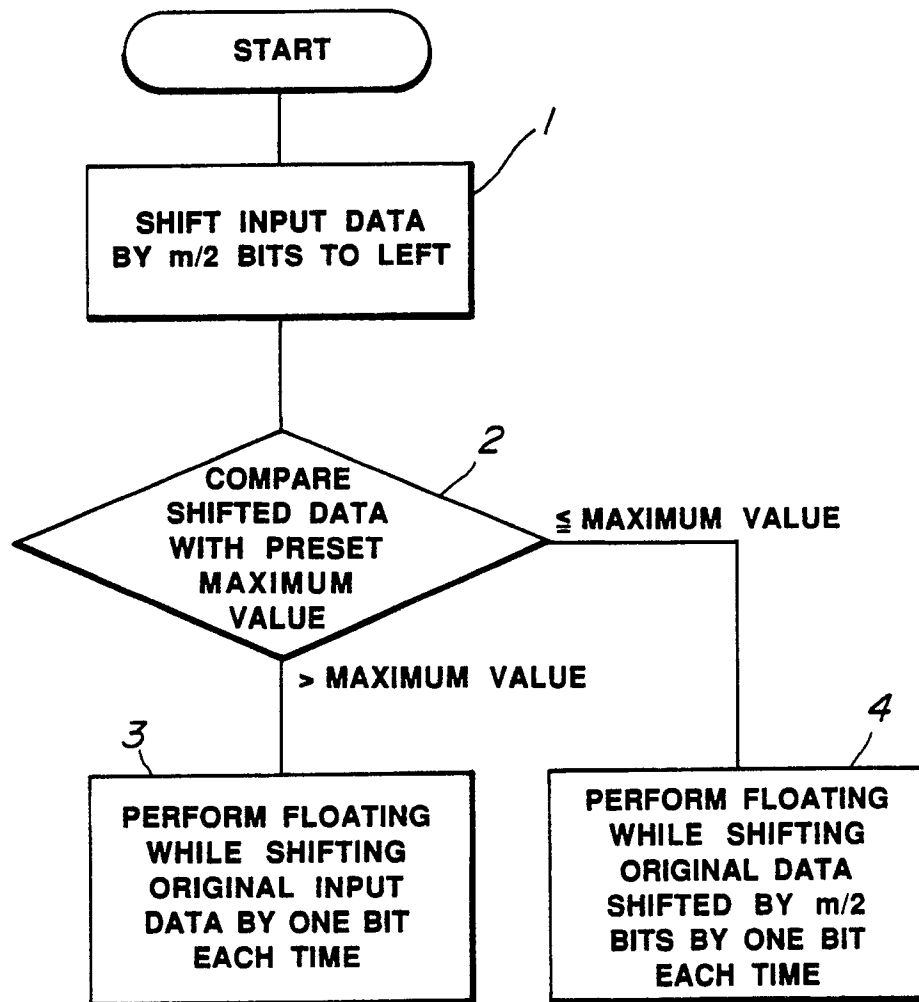 START
1
SHIFT INPUT DATA
BY m/2 BITS TO LEFT
2
COMPARE
SHIFTED DATA
WITH PRESET
MAXIMUM
VALUE
≦ MAXIMUM VALUE
> MAXIMUM VALUE
3
PERFORM FLOATING
WHILE SHIFTING
ORIGINAL INPUT
DATA BY ONE BIT
EACH TIME
4
PERFORM FLOATING
WHILE SHIFTING
ORIGINAL DATA
SHIFTED BY m/2
BITS BY ONE BIT
EACH TIME